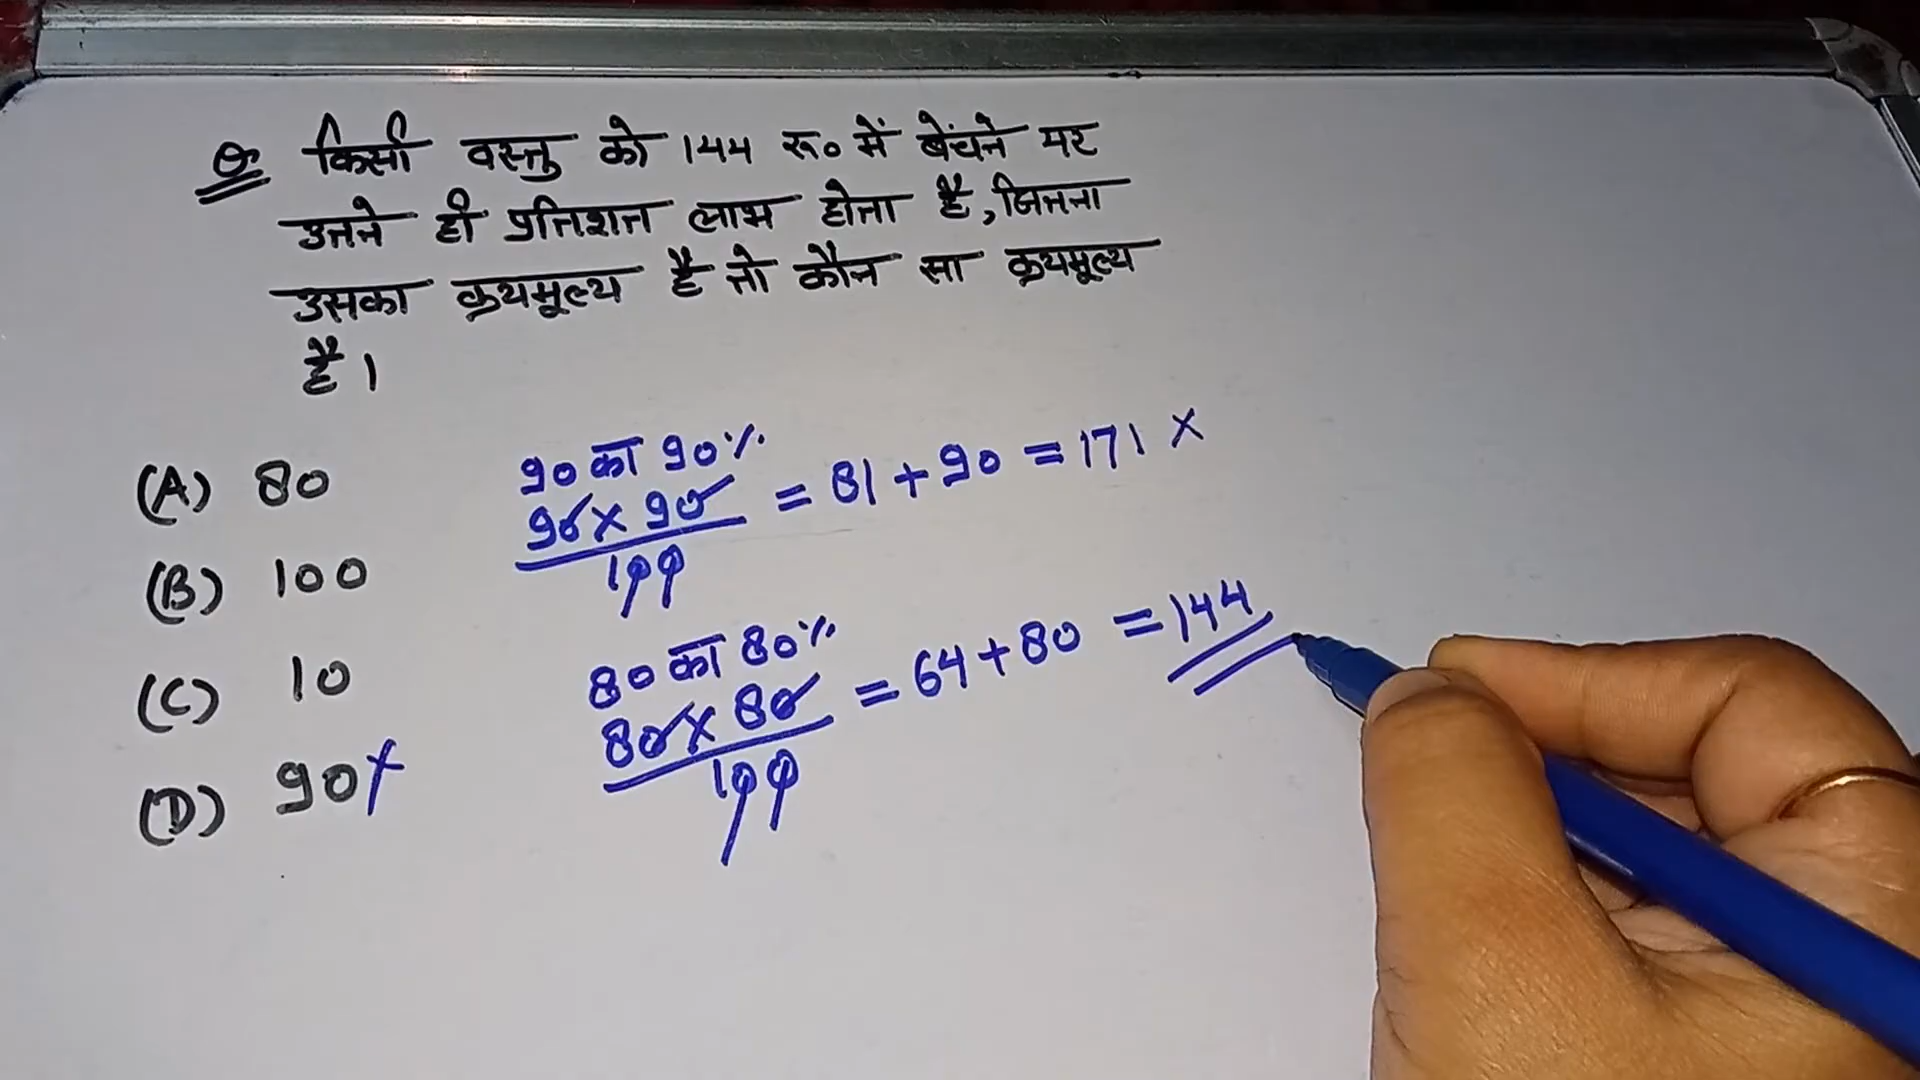 Q. किसी वस्तु को 144 रू० में बेंचने पर
उतने ही प्रतिशत लाभ होता है, जितना
उसका क्रयमूल्य है तो कौन सा क्रयमूल्य
है।
(A) 80
(B) 100
(C) 10
(D) 90 ×
90 का 90%
90 × 90 = 81 + 90 = 171 ×
100
80 का 80%
80 × 80 = 64 + 80 = 144
100